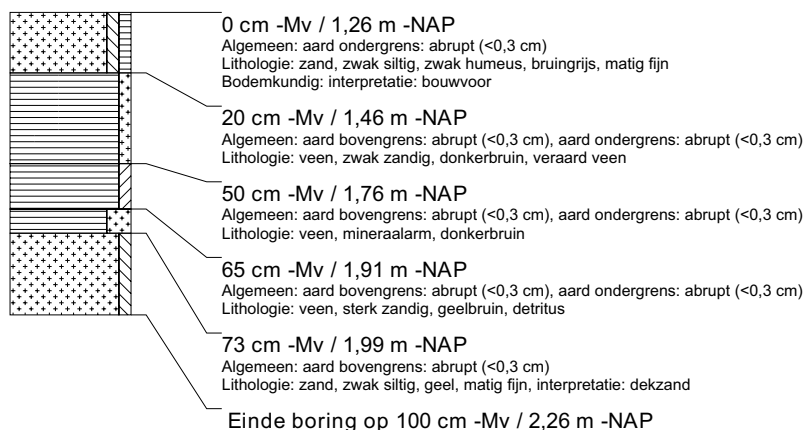 0 cm -Mv / 1,26 m -NAP
Algemeen: aard ondergrens: abrupt (<0,3 cm)
Lithologie: zand, zwak siltig, zwak humeus, bruingrijs, matig fijn
Bodemkundig: interpretatie: bouwvoor
20 cm -Mv / 1,46 m -NAP
Algemeen: aard bovengrens: abrupt (<0,3 cm), aard ondergrens: abrupt (<0,3 cm)
Lithologie: veen, zwak zandig, donkerbruin, veraard veen
50 cm -Mv / 1,76 m -NAP
Algemeen: aard bovengrens: abrupt (<0,3 cm), aard ondergrens: abrupt (<0,3 cm)
Lithologie: veen, mineraalarm, donkerbruin
65 cm -Mv / 1,91 m -NAP
Algemeen: aard bovengrens: abrupt (<0,3 cm), aard ondergrens: abrupt (<0,3 cm)
Lithologie: veen, sterk zandig, geelbruin, detritus
73 cm -Mv / 1,99 m -NAP
Algemeen: aard bovengrens: abrupt (<0,3 cm)
Lithologie: zand, zwak siltig, geel, matig fijn, interpretatie: dekzand
Einde boring op 100 cm -Mv / 2,26 m -NAP